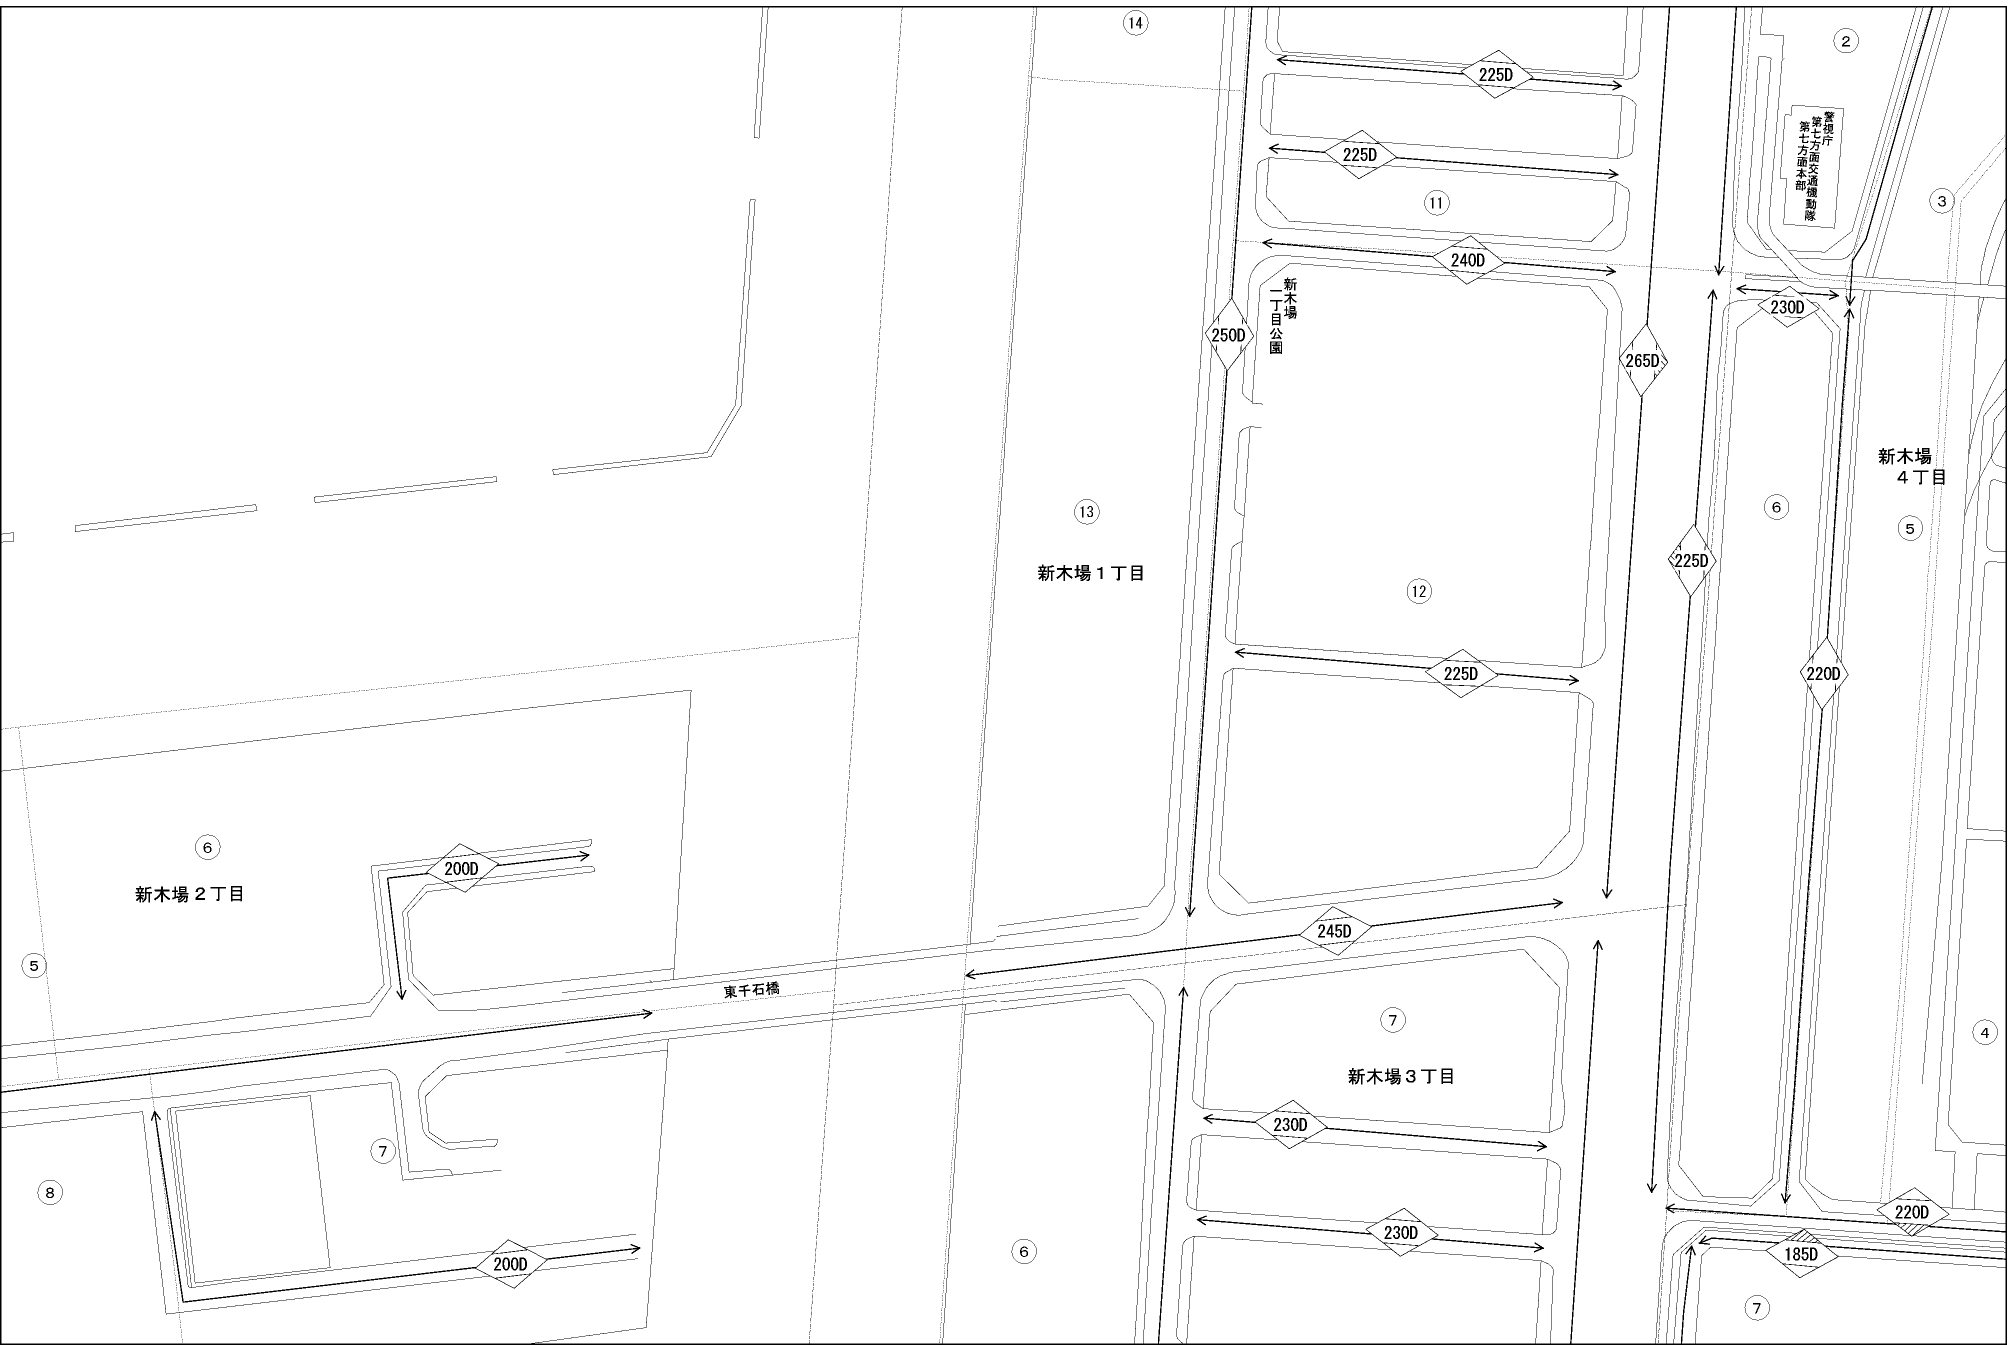 ⑭
②
225D
警視庁
第七方面交通機動隊
第七方面本部
225D
⑪
③
240D
新木場
一丁目公園
230D
250D
265D
新木場
4丁目
⑬
⑥
⑤
新木場1丁目
225D
⑫
225D
220D
⑥
200D
新木場2丁目
245D
⑤
東千石橋
⑦
④
新木場3丁目
230D
⑦
⑧
220D
230D
⑥
185D
200D
⑦